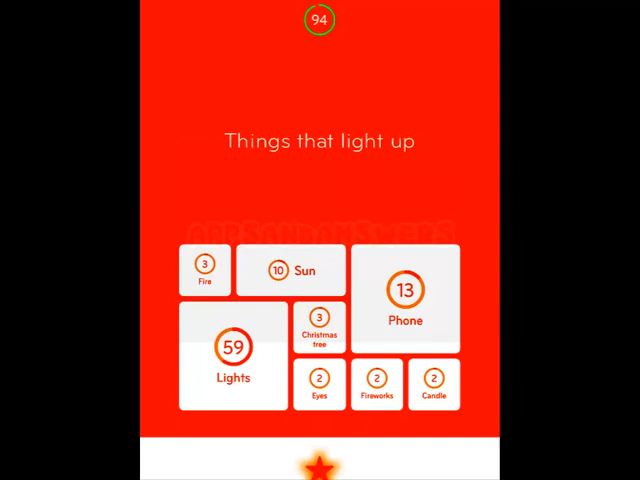 94
Things that light up
APPSANDANSWERS
3
Fire
10 Sun
13
Phone
59
Lights
3
Christmas
tree
2
Eyes
2
Fireworks
2
Candle